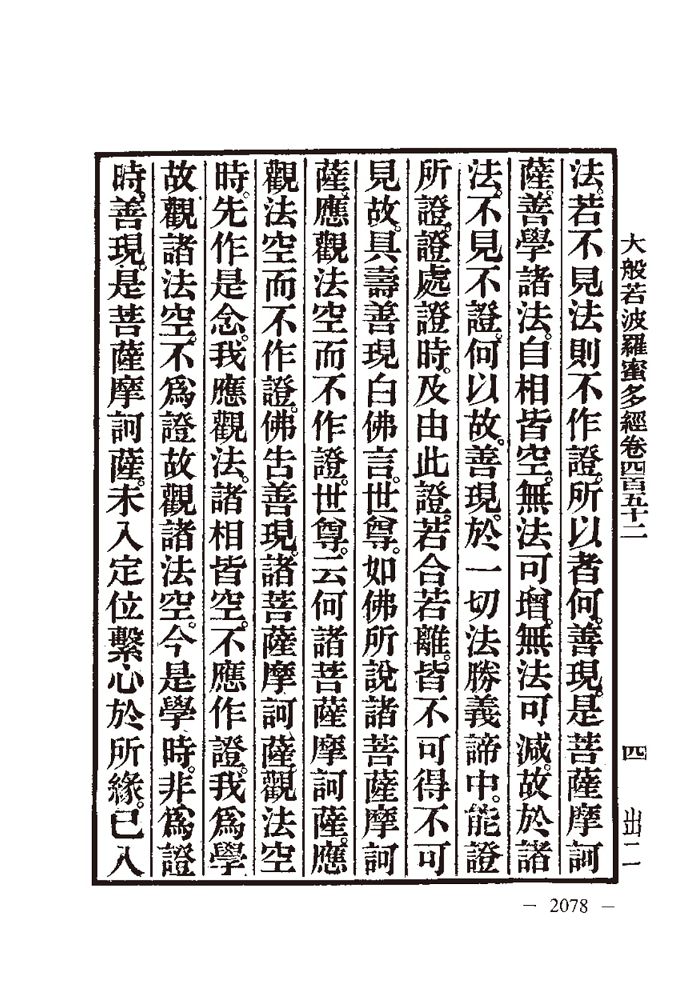 大般若波羅蜜多經卷四百五十二 四 出二
法。若不見法則不作證。所以者何。善現。是菩薩摩訶
薩。善學諸法。自相皆空。無法可增。無法可減。故於諸
法。不見不證。何以故。善現。於一切法勝義諦中。能證
所證。證處證時。及由此證。若合若離。皆不可得不可
見故。具壽善現白佛言。世尊。如佛所說諸菩薩摩訶
薩。應觀法空而不作證。世尊。云何諸菩薩摩訶薩。應
觀法空而不作證。佛告善現。諸菩薩摩訶薩。觀法空
時。先作是念。我應觀法。諸相皆空。不應作證。我爲學
故觀諸法空。不爲證故觀諸法空。今是學時。非爲證
時。善現。是菩薩摩訶薩。未入定位繫心於所緣。已入
— 2078 —